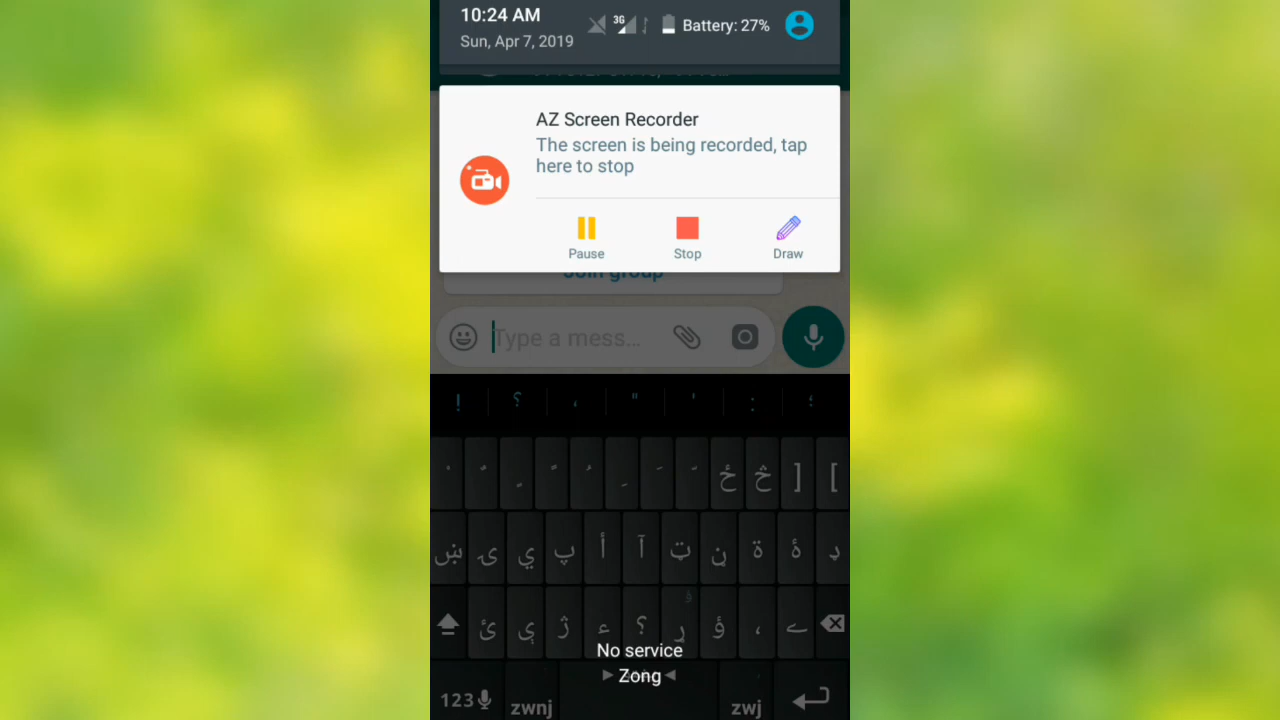 10:24 AM
3G
Battery: 27%
Sun, Apr 7, 2019
AZ Screen Recorder
The screen is being recorded, tap
here to stop
Pause
Stop
Draw
Join group
Type a mess...
! ؟ ، " ' : ؛
ځ څ [ ]
ښ ۍ ي پ أ آ ټ ڼ ة ۀ ډ
ئ ې ژ ء ؟ ړ ؤ ، ے
No service
Zong
123 zwnj zwj